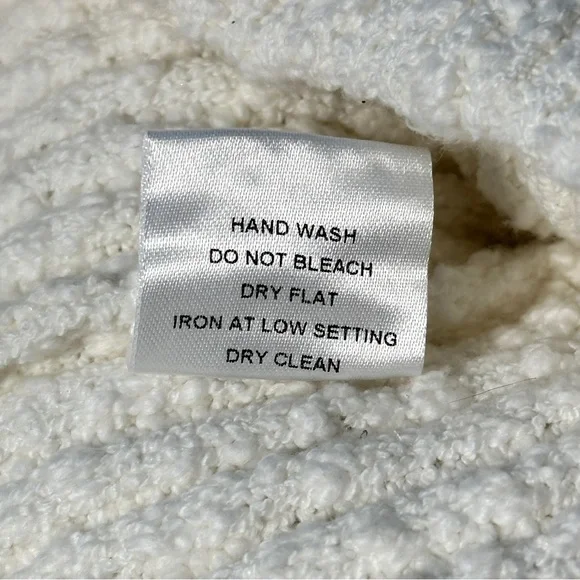 HAND WASH
DO NOT BLEACH
DRY FLAT
IRON AT LOW SETTING
DRY CLEAN